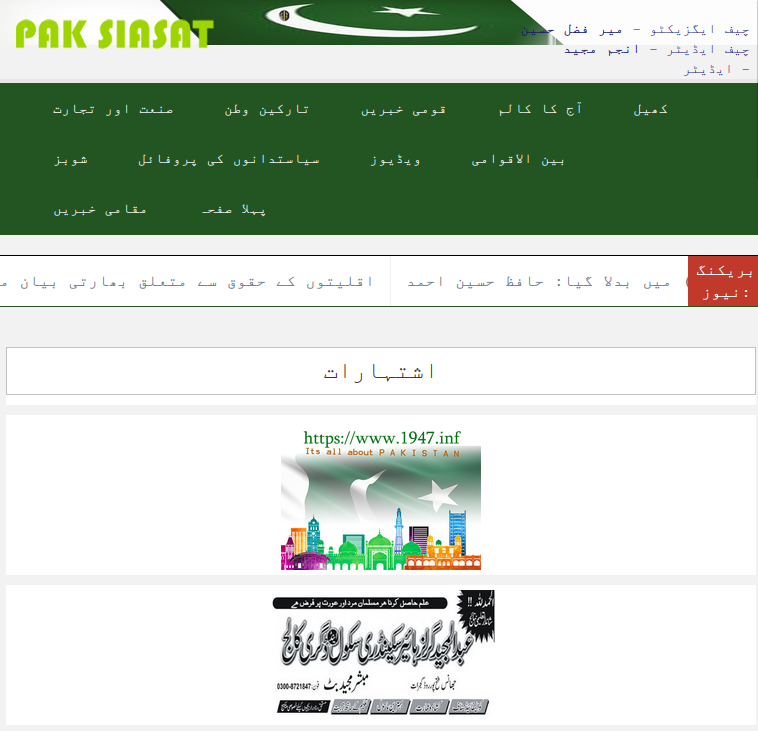 PAK SIASAT
چیف ایگزیکٹو – میر فضل حسین
چیف ایڈیٹر – انجم مجید
ایڈیٹر –
کھیل
آج کا کالم
قومی خبریں
تارکین وطن
صنعت اور تجارت
بین الاقوامی
ویڈیوز
سیاستدانوں کی پروفائل
شوبز
پہلا صفحہ
مقامی خبریں
بریکنگ
نیوز:
میں بدلا گیا: حافظ حسین احمد
اقلیتوں کے حقوق سے متعلق بھارتی بیان
اشتہارات
https://www.1947.inf
Its all about PAKISTAN
الحمد للہ !!
علم حاصل کرنا ہر مسلمان مرد اور عورت پر فرض ہے
عبدالمجید گرلز ہائیر سیکنڈری سکول و ڈگری کالج
مبشر مجید بٹ
فون: 0300-8721847